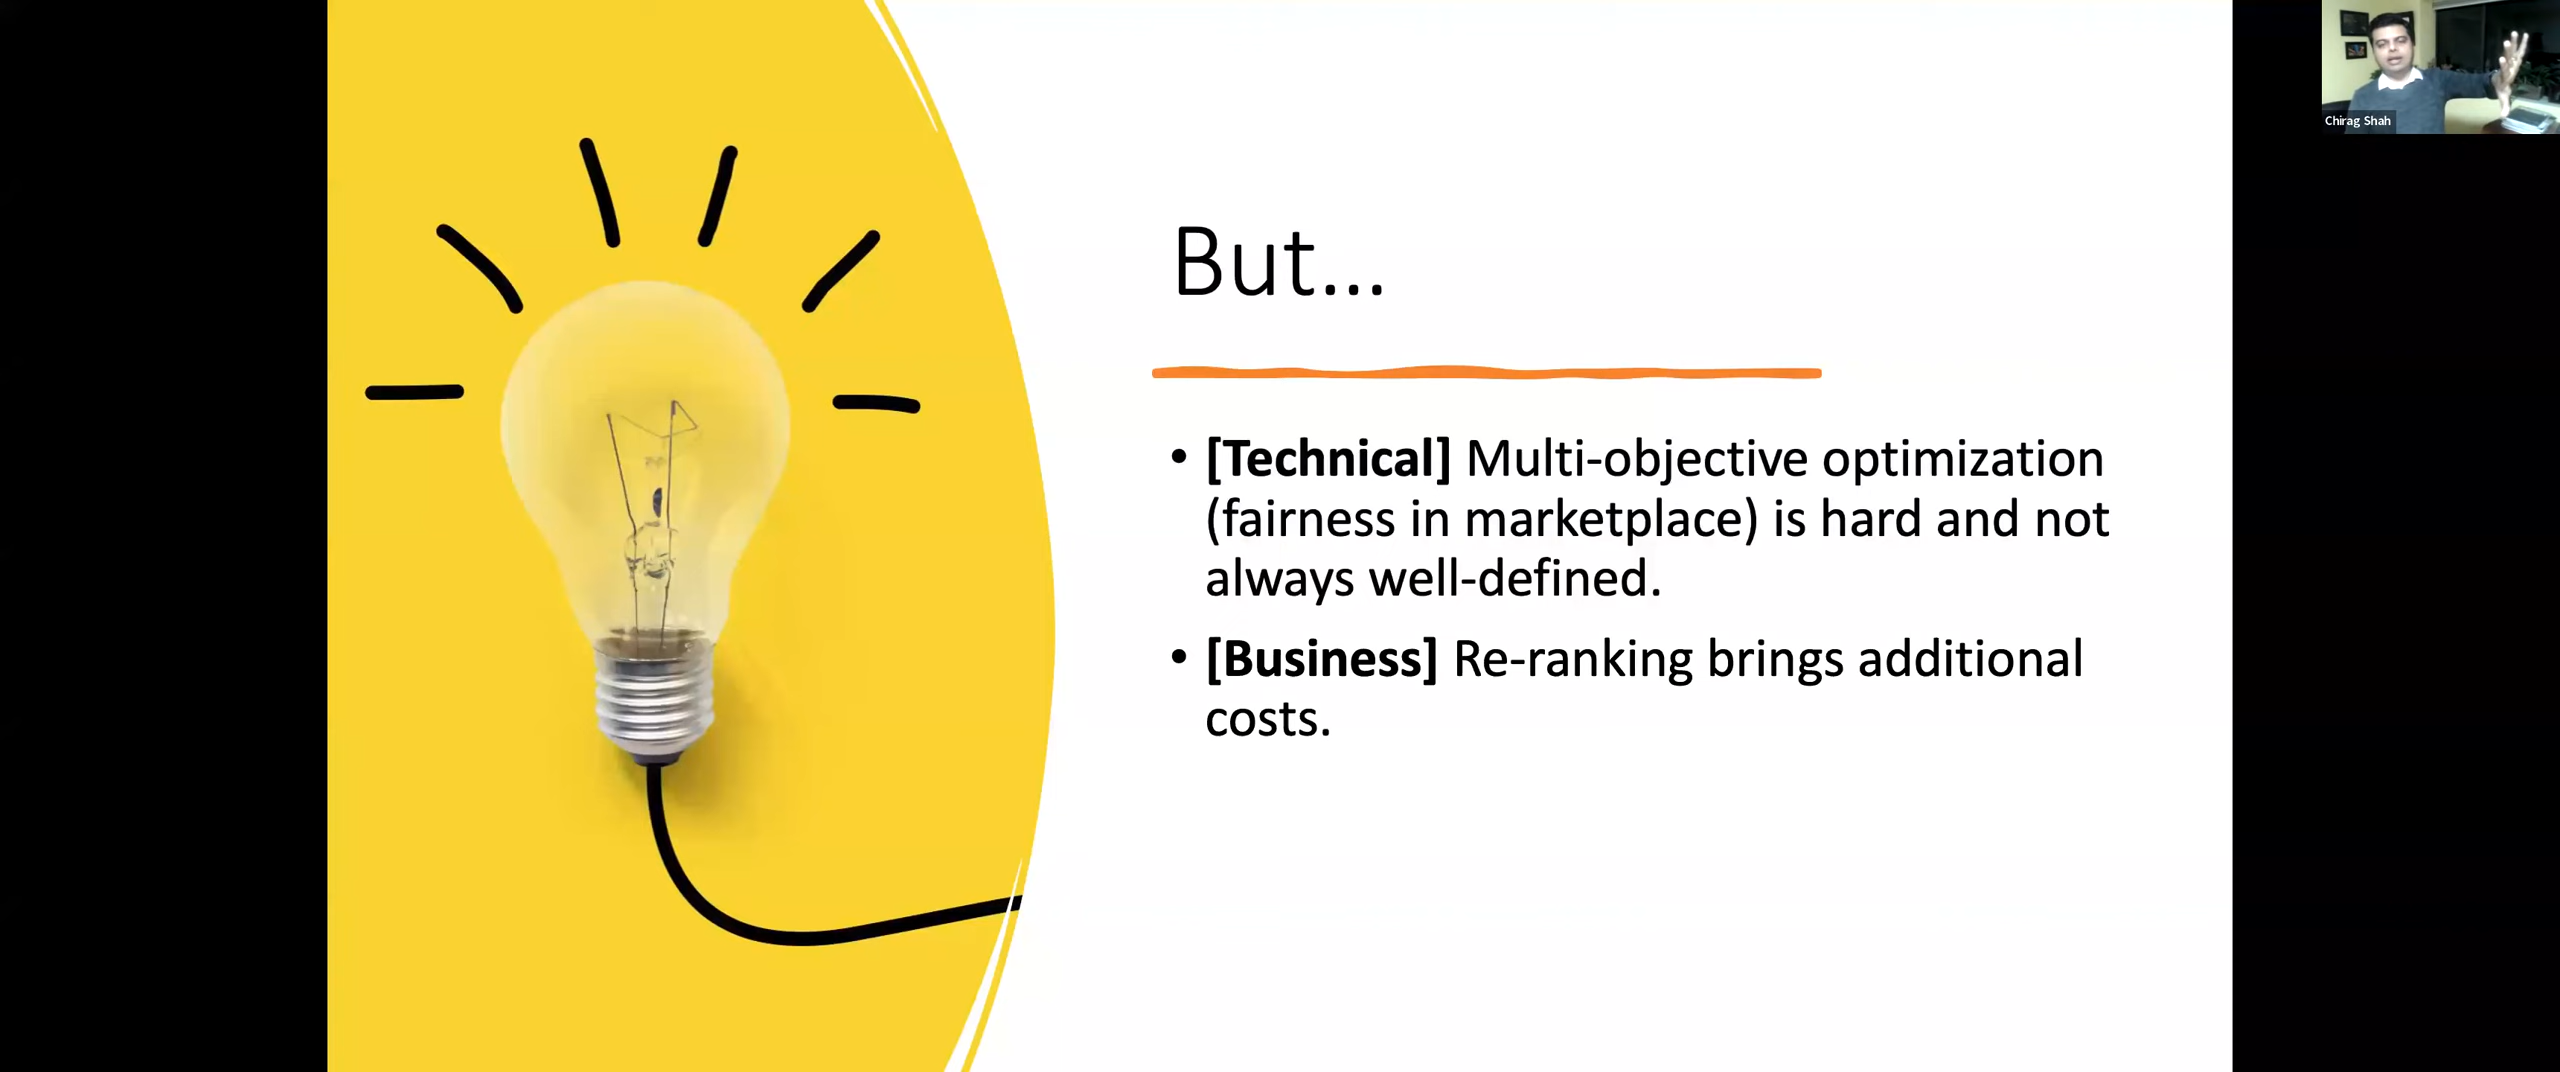 Chirag Shah
But...
• [Technical] Multi-objective optimization
(fairness in marketplace) is hard and not
always well-defined.
• [Business] Re-ranking brings additional
costs.